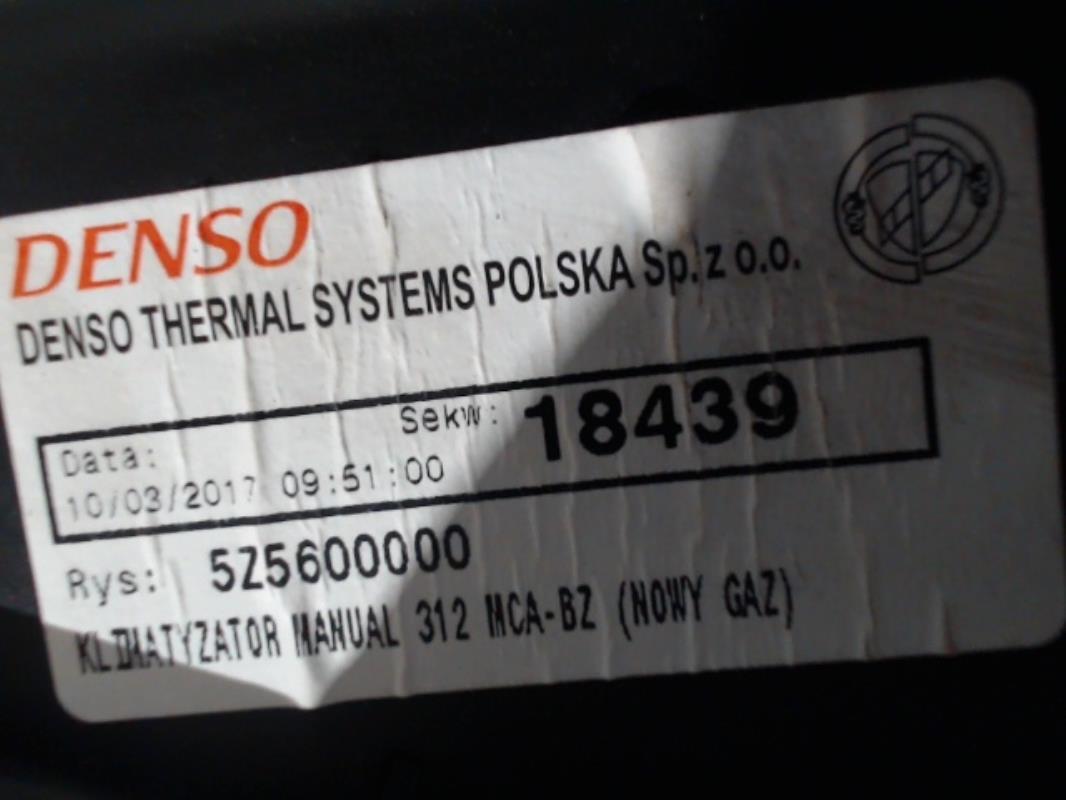 DENSO
DENSO THERMAL SYSTEMS POLSKA Sp. z o.o.
Data: Sekw: 18439
10/03/2017 09:51:00
Rys: 5Z5600000
KLIMATYZATOR MANUAL 312 MCA-BZ (NOWY GAZ)